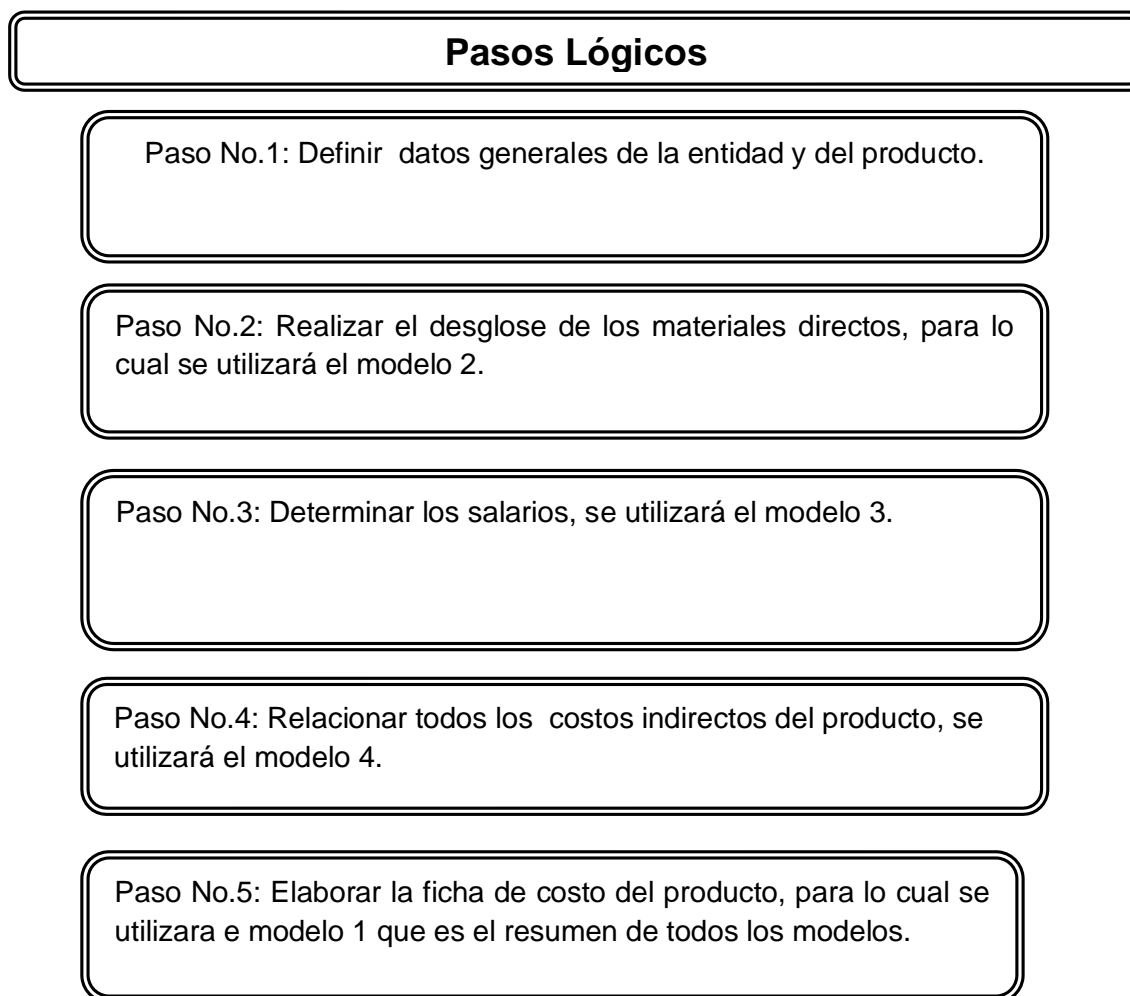 Pasos Lógicos
Paso No.1: Definir datos generales de la entidad y del producto.
Paso No.2: Realizar el desglose de los materiales directos, para lo
cual se utilizará el modelo 2.
Paso No.3: Determinar los salarios, se utilizará el modelo 3.
Paso No.4: Relacionar todos los costos indirectos del producto, se
utilizará el modelo 4.
Paso No.5: Elaborar la ficha de costo del producto, para lo cual se
utilizara e modelo 1 que es el resumen de todos los modelos.